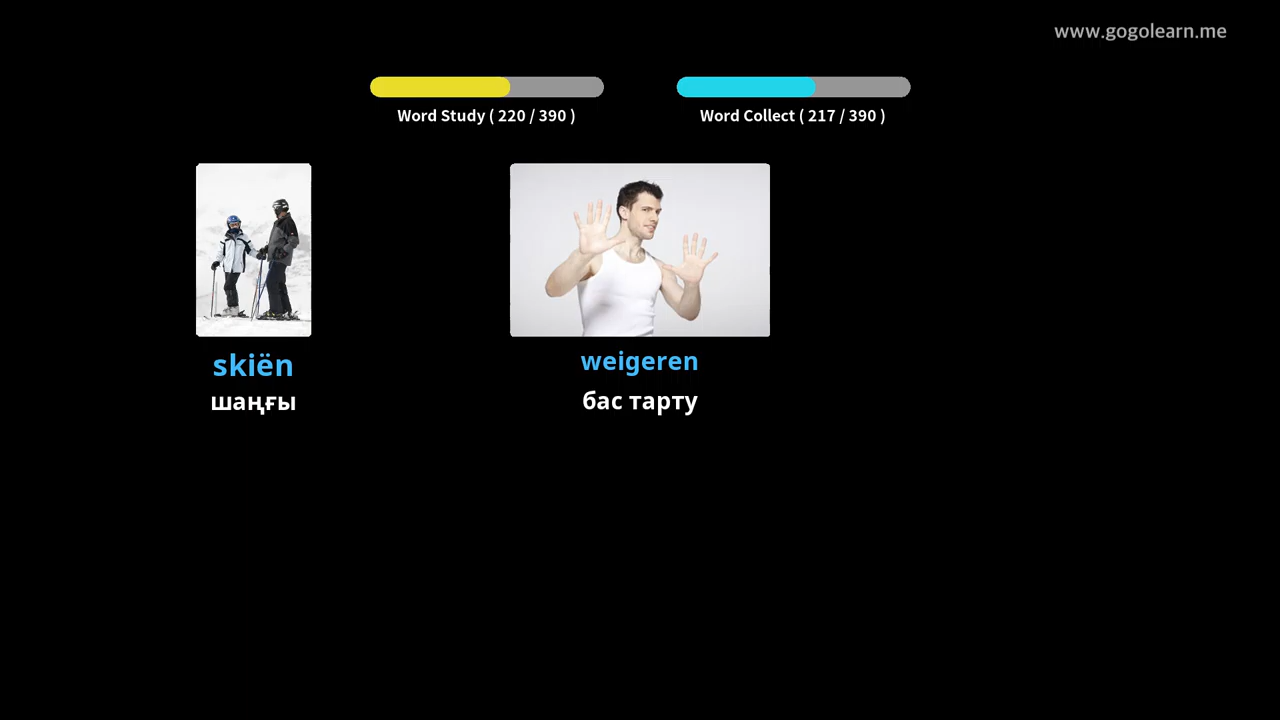 www.gogolearn.me
Word Study ( 220 / 390 )
Word Collect ( 217 / 390 )
skiën
шаңғы
weigeren
бас тарту